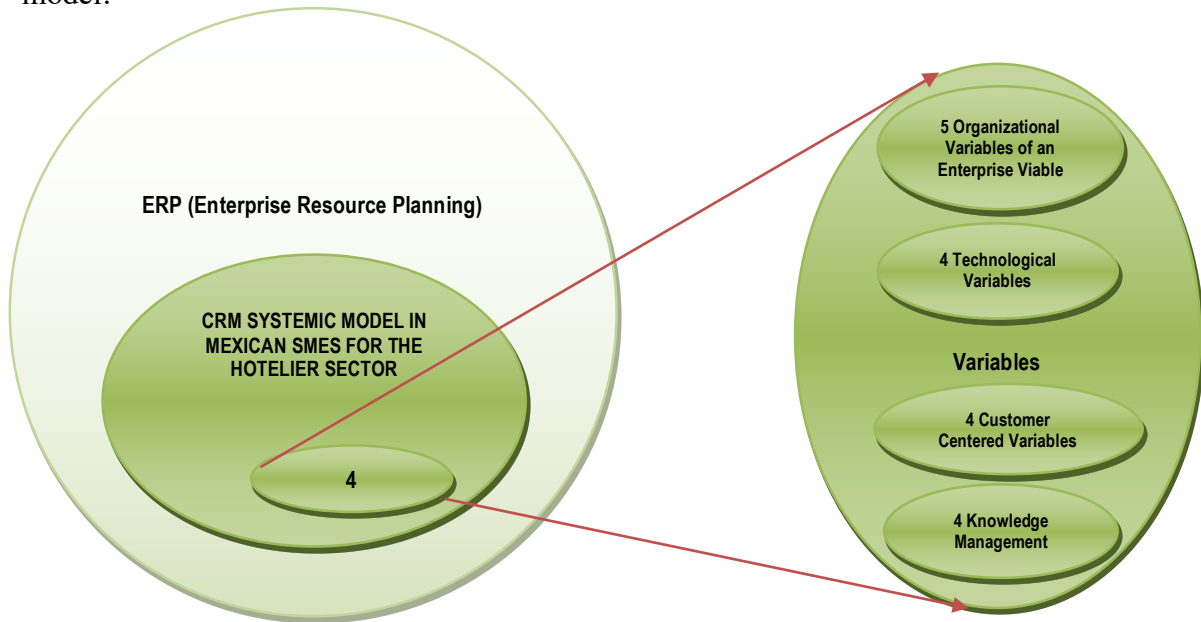 model.
ERP (Enterprise Resource Planning)
CRM SYSTEMIC MODEL IN
MEXICAN SMES FOR THE
HOTELIER SECTOR
4
5 Organizational
Variables of an
Enterprise Viable
4 Technological
Variables
Variables
4 Customer
Centered Variables
4 Knowledge
Management